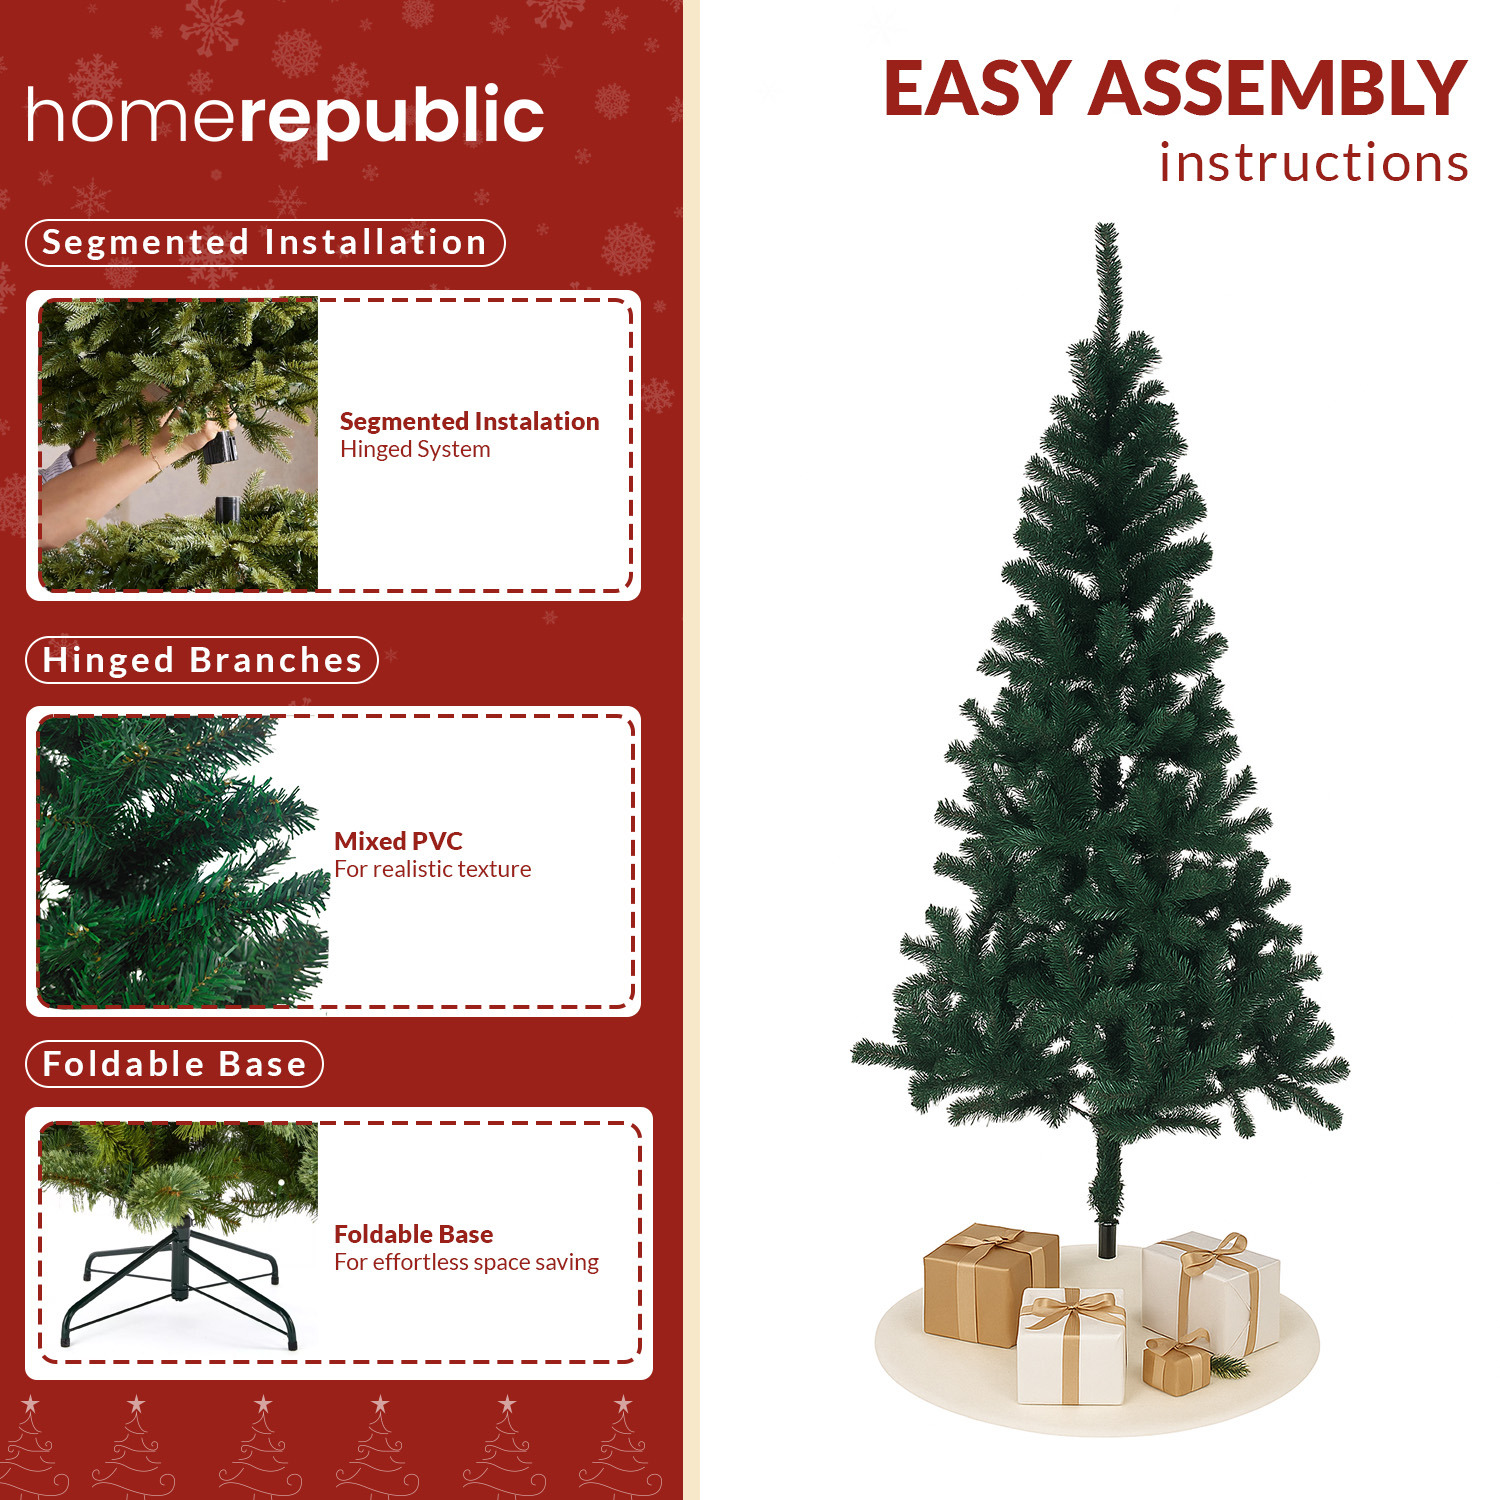 homerepublic
Segmented Installation
Segmented Instalation
Hinged System
Hinged Branches
Mixed PVC
For realistic texture
Foldable Base
Foldable Base
For effortless space saving
EASY ASSEMBLY
instructions